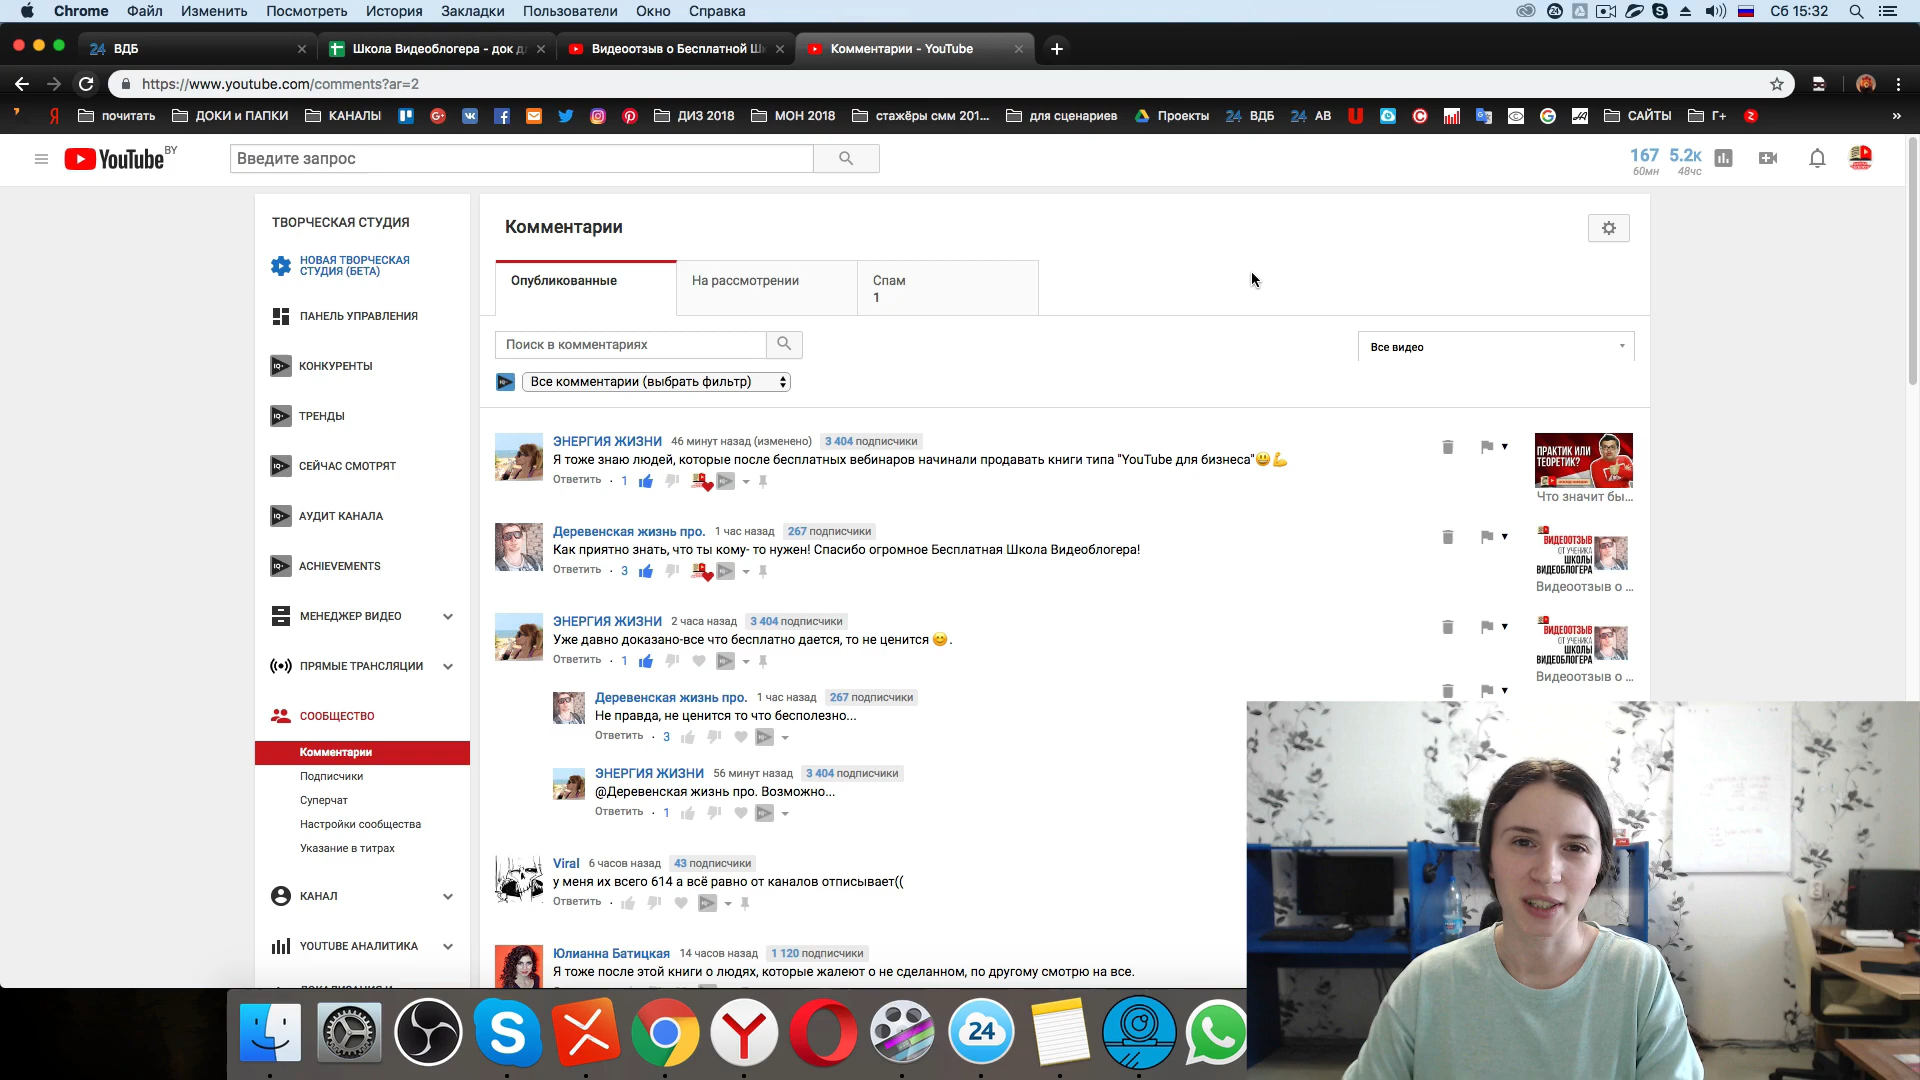 Chrome Файл Изменить Посмотреть История Закладки Пользователи Окно Справка
Сб 15:32
24 ВДБ
Школа Видеоблогера - док д
Видеоотзыв о Бесплатной Ш
Комментарии - YouTube
https://www.youtube.com/comments?ar=2
почитать ДОКИ и ПАПКИ КАНАЛЫ ДИЗ 2018 МОН 2018 стажёры смм 201... для сценариев Проекты 24 ВДБ 24 АВ САЙТЫ Г+ »
YouTube BY
Введите запрос
167 5.2к
60мн 48чс
ТВОРЧЕСКАЯ СТУДИЯ
НОВАЯ ТВОРЧЕСКАЯ
СТУДИЯ (БЕТА)
ПАНЕЛЬ УПРАВЛЕНИЯ
КОНКУРЕНТЫ
ТРЕНДЫ
СЕЙЧАС СМОТРЯТ
АУДИТ КАНАЛА
ACHIEVEMENTS
МЕНЕДЖЕР ВИДЕО
ПРЯМЫЕ ТРАНСЛЯЦИИ
СООБЩЕСТВО
Комментарии
Подписчики
Суперчат
Настройки сообщества
Указание в титрах
КАНАЛ
YOUTUBE АНАЛИТИКА
Комментарии
Опубликованные
На рассмотрении
Спам
1
Поиск в комментариях
Все видео
Все комментарии (выбрать фильтр)
ЭНЕРГИЯ ЖИЗНИ 46 минут назад (изменено) 3 404 подписчики
Я тоже знаю людей, которые после бесплатных вебинаров начинали продавать книги типа "YouTube для бизнеса"😃💪
Ответить · 1
ПРАКТИК ИЛИ
ТЕОРЕТИК?
Что значит бы...
Деревенская жизнь про. 1 час назад 267 подписчики
Как приятно знать, что ты кому- то нужен! Спасибо огромное Бесплатная Школа Видеоблогера!
Ответить · 3
ВИДЕООТЗЫВ
ОТ УЧЕНИКА
ШКОЛЫ
ВИДЕОБЛОГЕРА
Видеоотзыв о ...
ЭНЕРГИЯ ЖИЗНИ 2 часа назад 3 404 подписчики
Уже давно доказано-все что бесплатно дается, то не ценится 😊.
Ответить · 1
ВИДЕООТЗЫВ
ОТ УЧЕНИКА
ШКОЛЫ
ВИДЕОБЛОГЕРА
Видеоотзыв о ...
Деревенская жизнь про. 1 час назад 267 подписчики
Не правда, не ценится то что бесполезно...
Ответить · 3
ЭНЕРГИЯ ЖИЗНИ 56 минут назад 3 404 подписчики
@Деревенская жизнь про. Возможно...
Ответить · 1
Viral 6 часов назад 43 подписчики
у меня их всего 614 а всё равно от каналов отписывает((
Ответить ·
Юлианна Батицкая 14 часов назад 1 120 подписчики
Я тоже после этой книги о людях, которые жалеют о не сделанном, по другому смотрю на все.
24